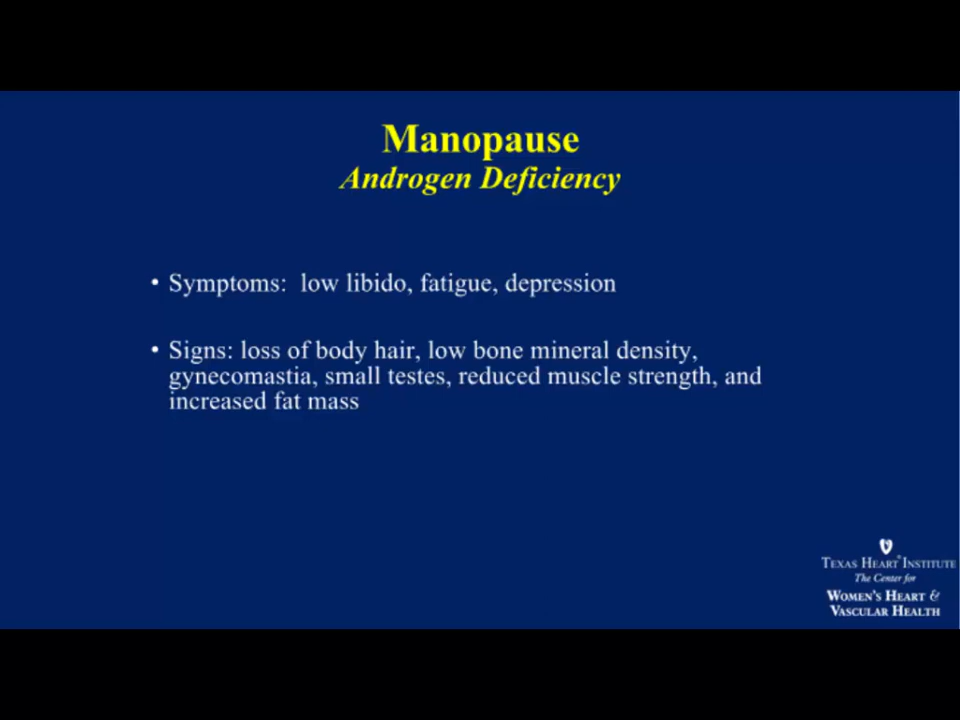 Manopause
Androgen Deficiency
• Symptoms: low libido, fatigue, depression
• Signs: loss of body hair, low bone mineral density,
gynecomastia, small testes, reduced muscle strength, and
increased fat mass
TEXAS HEART® INSTITUTE
The Center for
WOMEN'S HEART &
VASCULAR HEALTH